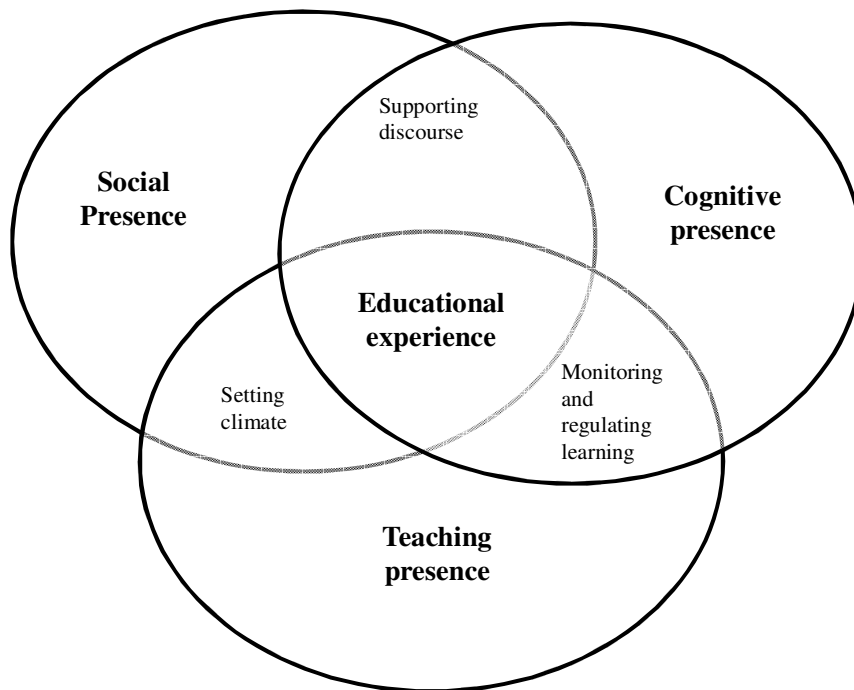 Supporting
discourse
Social
Presence
Cognitive
presence
Educational
experience
Setting
climate
Monitoring
and
regulating
learning
Teaching
presence